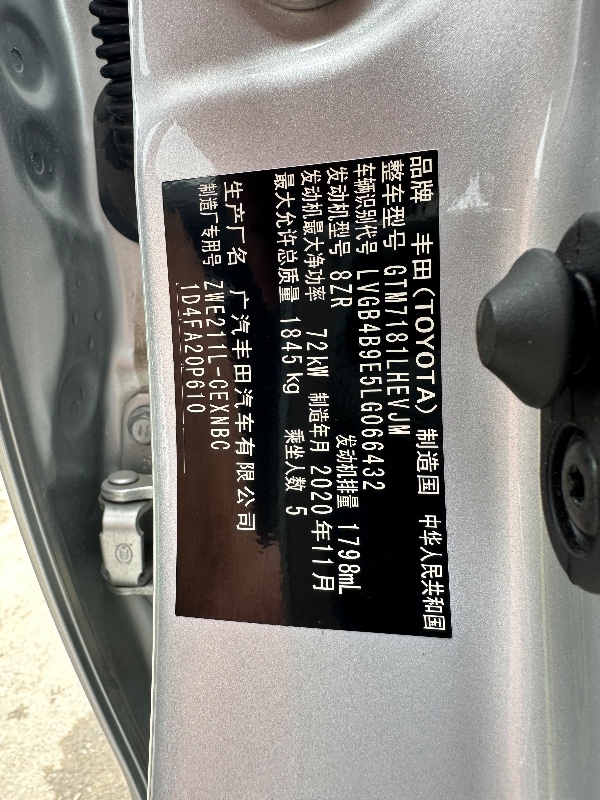 品牌 丰田(TOYOTA) 制造国 中华人民共和国
整车型号 GTM7181LHEVJM
车辆识别代号 LVGB4B9E5LG066432
发动机型号 8ZR 发动机排量 1798mL
发动机最大净功率 72kW 制造年月 2020年11月
最大允许总质量 1845kg 乘坐人数 5
生产厂名 广汽丰田汽车有限公司
制造厂专用号 ZWE211L-CEXNBC
1D4FA20P610